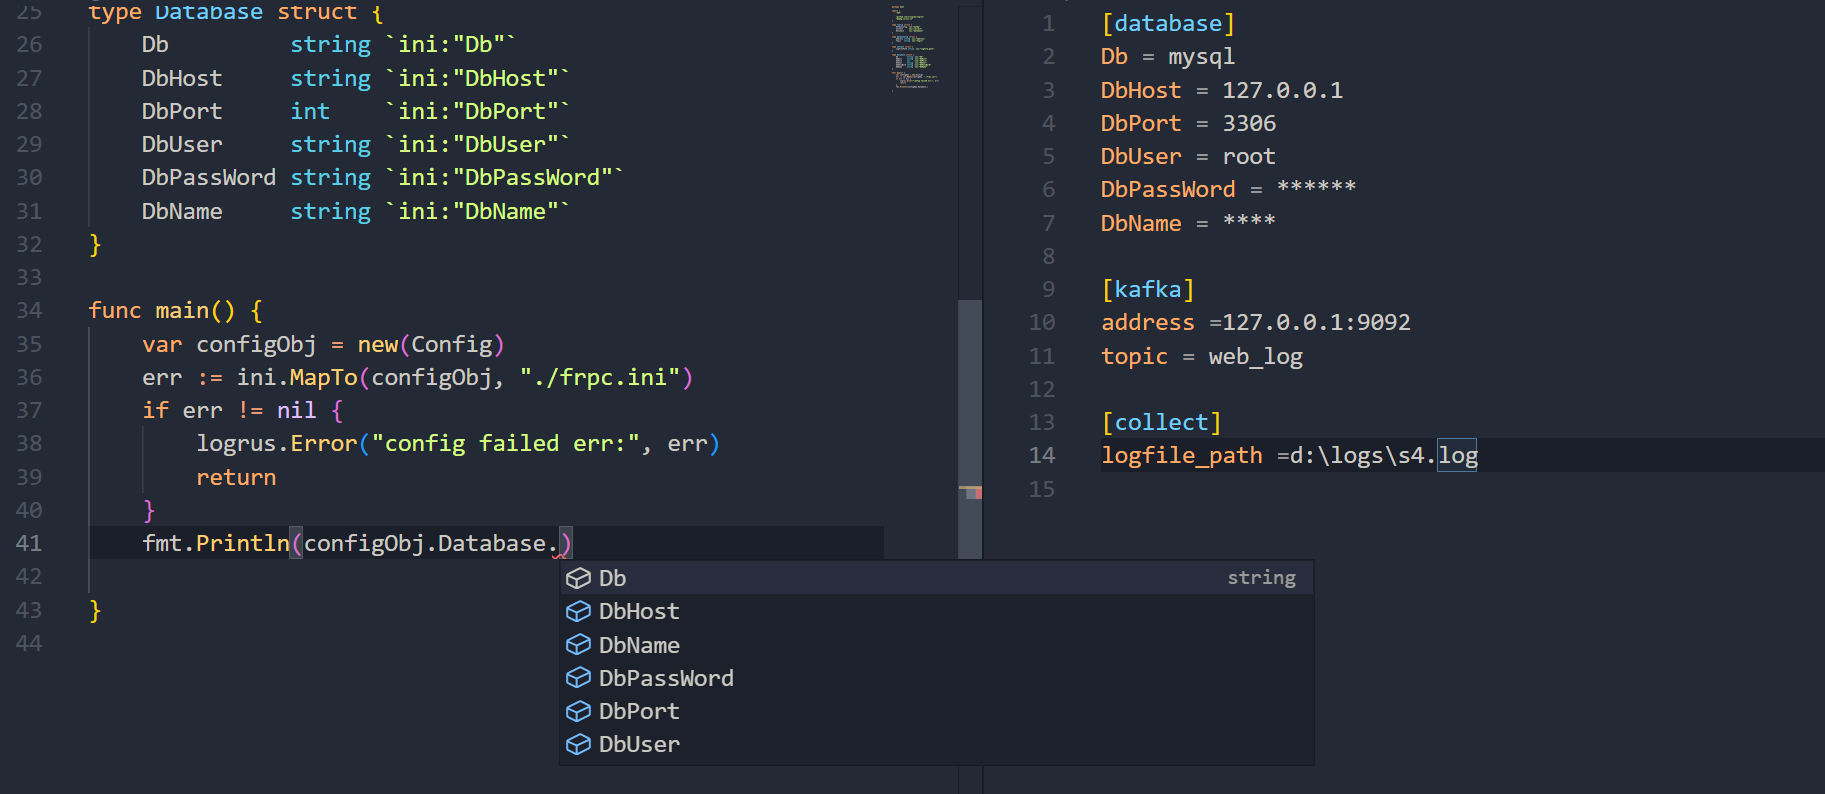 25 type Database struct {
26     Db         string `ini:"Db"`
27     DbHost     string `ini:"DbHost"`
28     DbPort     int    `ini:"DbPort"`
29     DbUser     string `ini:"DbUser"`
30     DbPassWord string `ini:"DbPassWord"`
31     DbName     string `ini:"DbName"`
32 }
33
34 func main() {
35     var configObj = new(Config)
36     err := ini.MapTo(configObj, "./frpc.ini")
37     if err != nil {
38         logrus.Error("config failed err:", err)
39         return
40     }
41     fmt.Println(configObj.Database.)
42
43 }
44
Db string
DbHost
DbName
DbPassWord
DbPort
DbUser
1 [database]
2 Db = mysql
3 DbHost = 127.0.0.1
4 DbPort = 3306
5 DbUser = root
6 DbPassWord = ******
7 DbName = ****
8
9 [kafka]
10 address =127.0.0.1:9092
11 topic = web_log
12
13 [collect]
14 logfile_path =d:\logs\s4.log
15